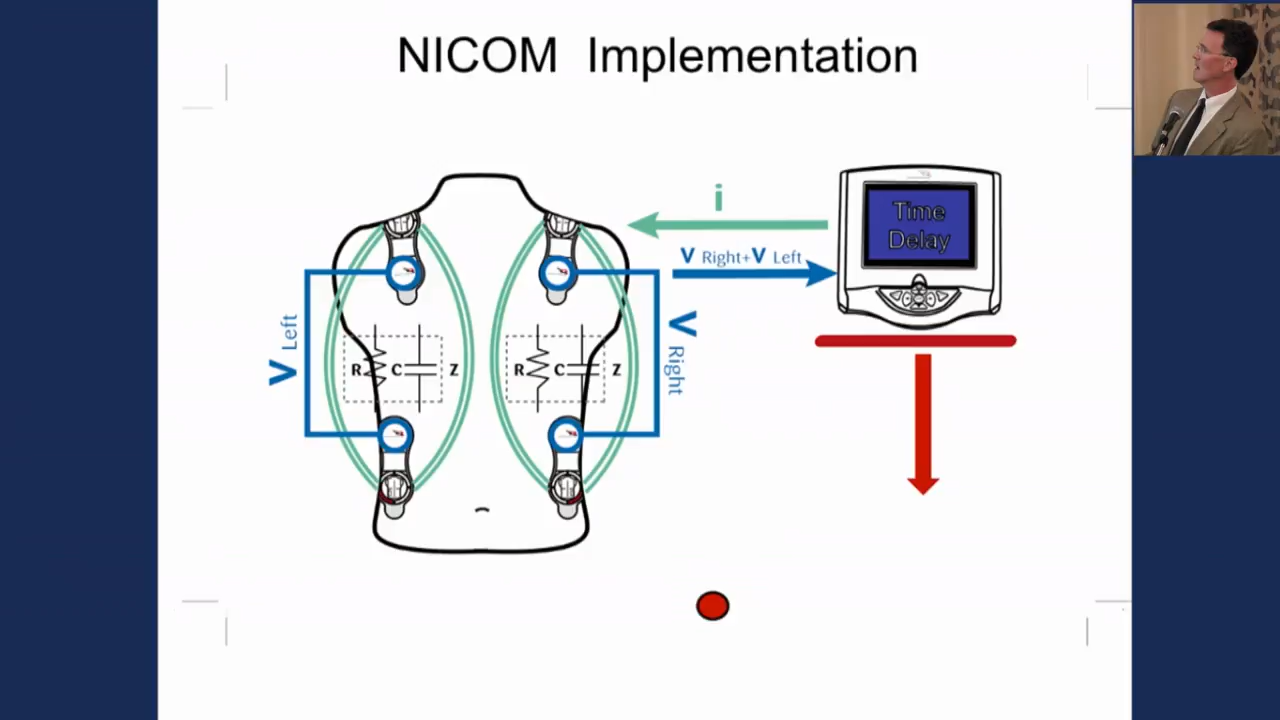 NICOM Implementation
i
V Right+V Left
Time
Delay
V Left
R C Z
R C Z
V Right